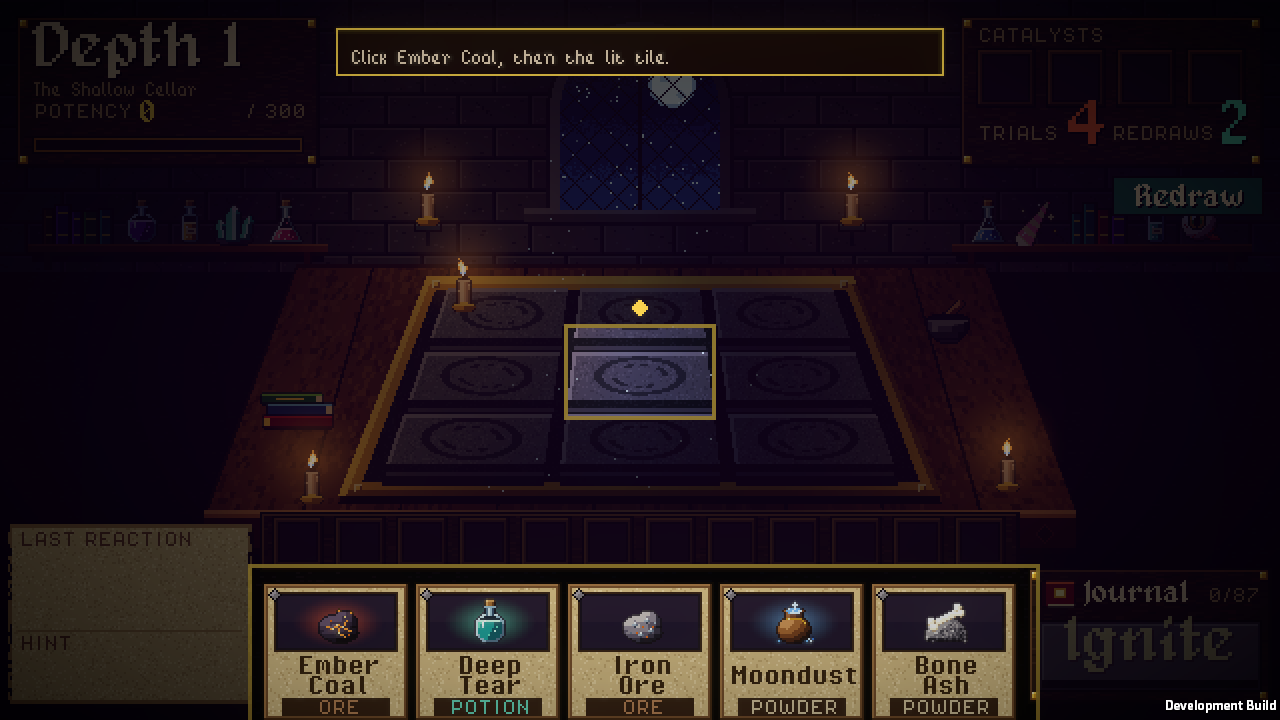 Depth 1
The Shallow Cellar
POTENCY 0 / 300
Click Ember Coal, then the lit tile.
CATALYSTS
TRIALS 4 REDRAWS 2
Redraw
LAST REACTION
HINT
Ember Coal
ORE
Deep Tear
POTION
Iron Ore
ORE
Moondust
POWDER
Bone Ash
POWDER
Journal 0/87
Ignite
Development Build